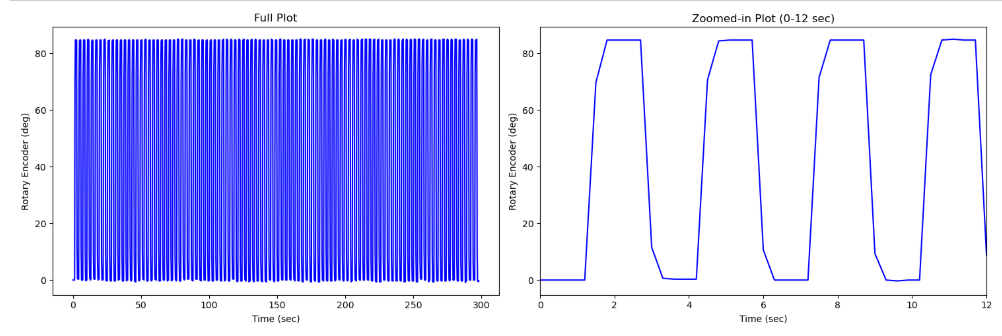 Full Plot
Rotary Encoder (deg)
80
60
40
20
0
0 50 100 150 200 250 300
Time (sec)
Zoomed-in Plot (0-12 sec)
Rotary Encoder (deg)
80
60
40
20
0
0 2 4 6 8 10 12
Time (sec)